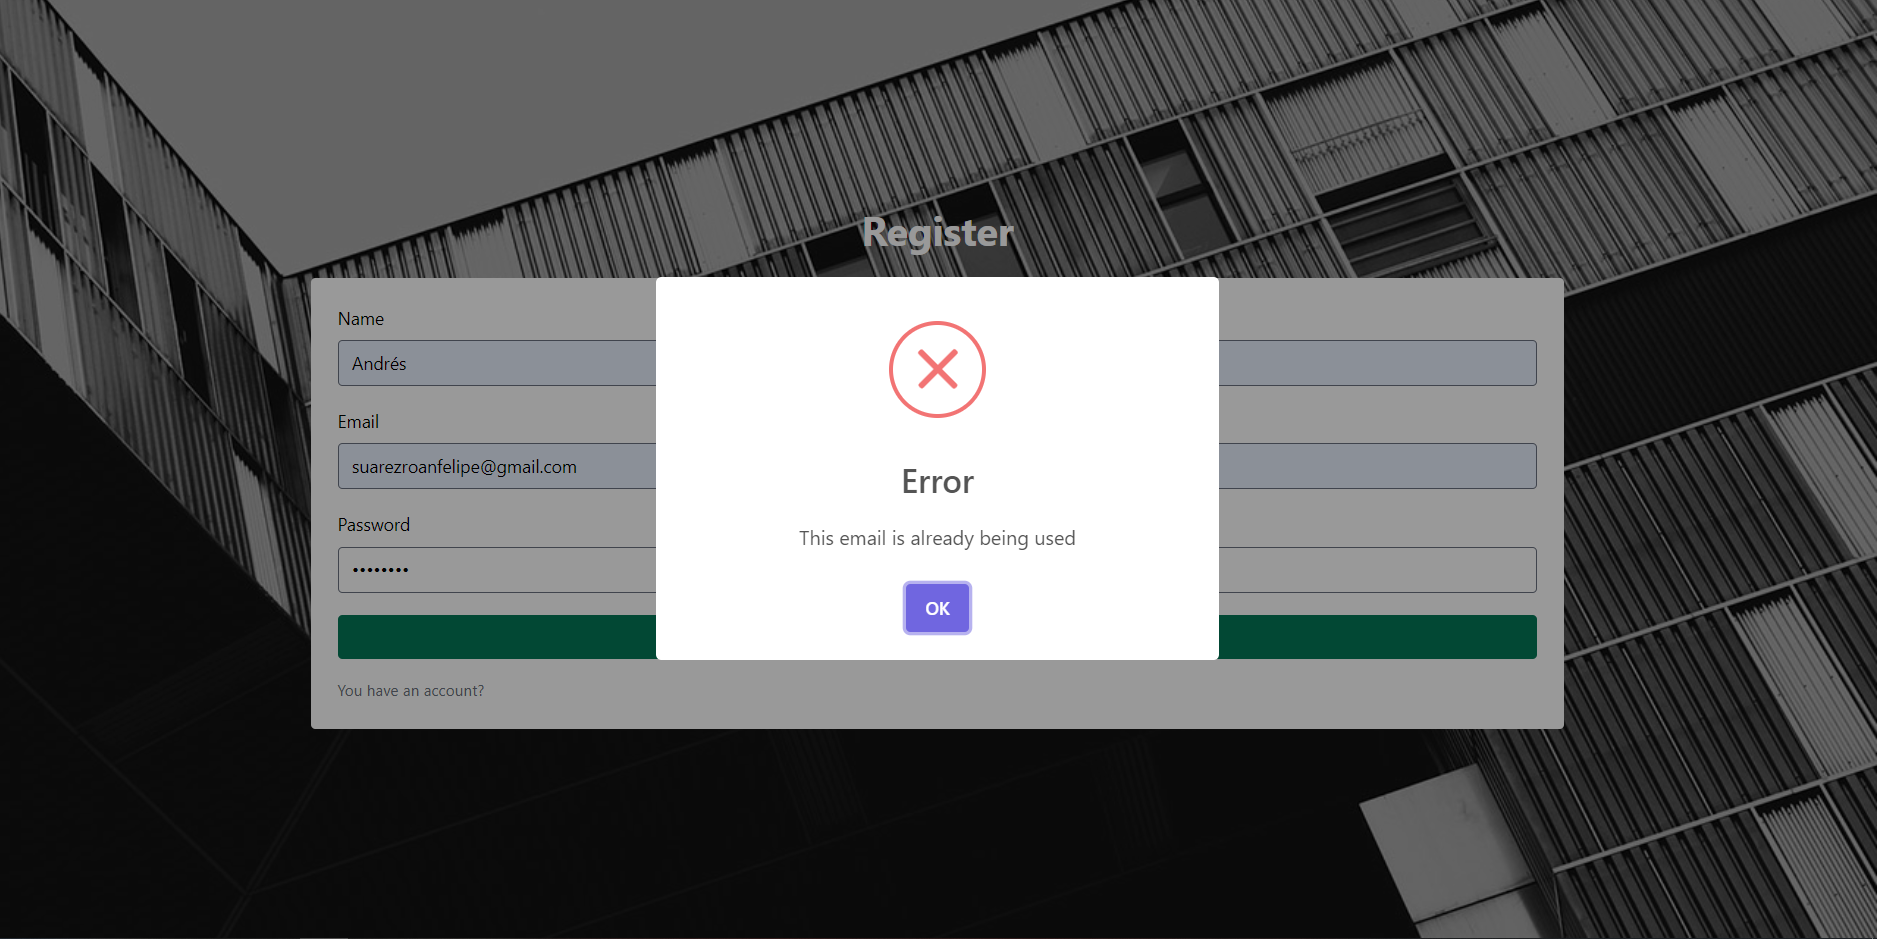 Register
Name
Andrés
Email
suarezroanfelipe@gmail.com
Password
••••••••
Error
This email is already being used
OK
You have an account?